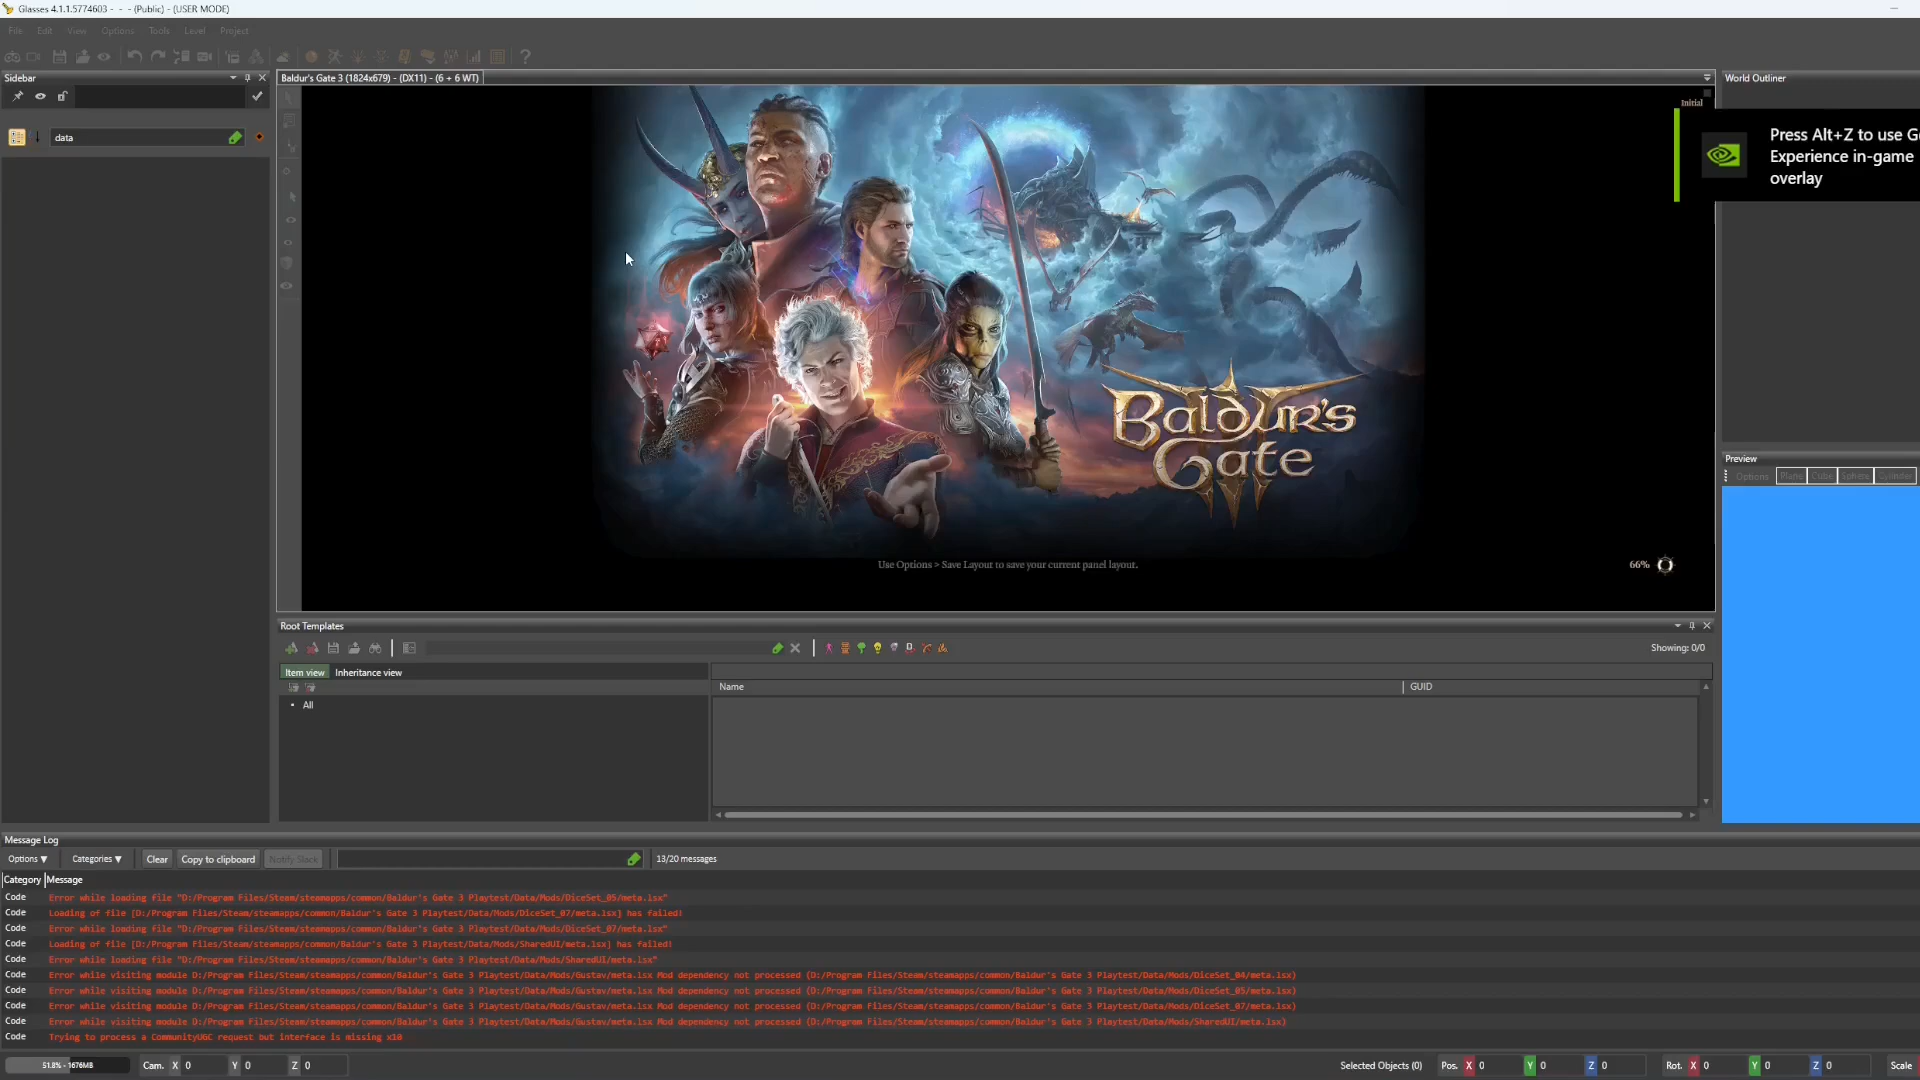 Glasses 4.1.1.5774603 - - - (Public) - (USER MODE)
File Edit View Options Tools Level Project
Sidebar
Baldur's Gate 3 (1824x679) - (DX11) - (6 + 6 WT)
World Outliner
Initial
data
Press Alt+Z to use Ge
Experience in-game
overlay
Baldur's
Gate
Preview
Options Plane Cube Sphere Cylinder
Use Options > Save Layout to save your current panel layout.
66%
Root Templates
Showing: 0/0
Item view Inheritance view
Name GUID
All
Message Log
Options Categories Clear Copy to clipboard Notify Slack 13/20 messages
Category Message
Code Error while loading file "D:/Program Files/Steam/steamapps/common/Baldur's Gate 3 Playtest/Data/Mods/DiceSet_05/meta.lsx"
Code Loading of file [D:/Program Files/Steam/steamapps/common/Baldur's Gate 3 Playtest/Data/Mods/DiceSet_07/meta.lsx] has failed!
Code Error while loading file "D:/Program Files/Steam/steamapps/common/Baldur's Gate 3 Playtest/Data/Mods/DiceSet_07/meta.lsx"
Code Loading of file [D:/Program Files/Steam/steamapps/common/Baldur's Gate 3 Playtest/Data/Mods/SharedUI/meta.lsx] has failed!
Code Error while loading file "D:/Program Files/Steam/steamapps/common/Baldur's Gate 3 Playtest/Data/Mods/SharedUI/meta.lsx"
Code Error while visiting module D:/Program Files/Steam/steamapps/common/Baldur's Gate 3 Playtest/Data/Mods/Gustav/meta.lsx Mod dependency not processed (D:/Program Files/Steam/steamapps/common/Baldur's Gate 3 Playtest/Data/Mods/DiceSet_04/meta.lsx)
Code Error while visiting module D:/Program Files/Steam/steamapps/common/Baldur's Gate 3 Playtest/Data/Mods/Gustav/meta.lsx Mod dependency not processed (D:/Program Files/Steam/steamapps/common/Baldur's Gate 3 Playtest/Data/Mods/DiceSet_05/meta.lsx)
Code Error while visiting module D:/Program Files/Steam/steamapps/common/Baldur's Gate 3 Playtest/Data/Mods/Gustav/meta.lsx Mod dependency not processed (D:/Program Files/Steam/steamapps/common/Baldur's Gate 3 Playtest/Data/Mods/DiceSet_07/meta.lsx)
Code Error while visiting module D:/Program Files/Steam/steamapps/common/Baldur's Gate 3 Playtest/Data/Mods/Gustav/meta.lsx Mod dependency not processed (D:/Program Files/Steam/steamapps/common/Baldur's Gate 3 Playtest/Data/Mods/SharedUI/meta.lsx)
Code Trying to process a CommunityUGC request but interface is missing x10
51.8% - 1676MB Cam. X 0 Y 0 Z 0 Selected Objects (0) Pos. X 0 Y 0 Z 0 Rot. X 0 Y 0 Z 0 Scale